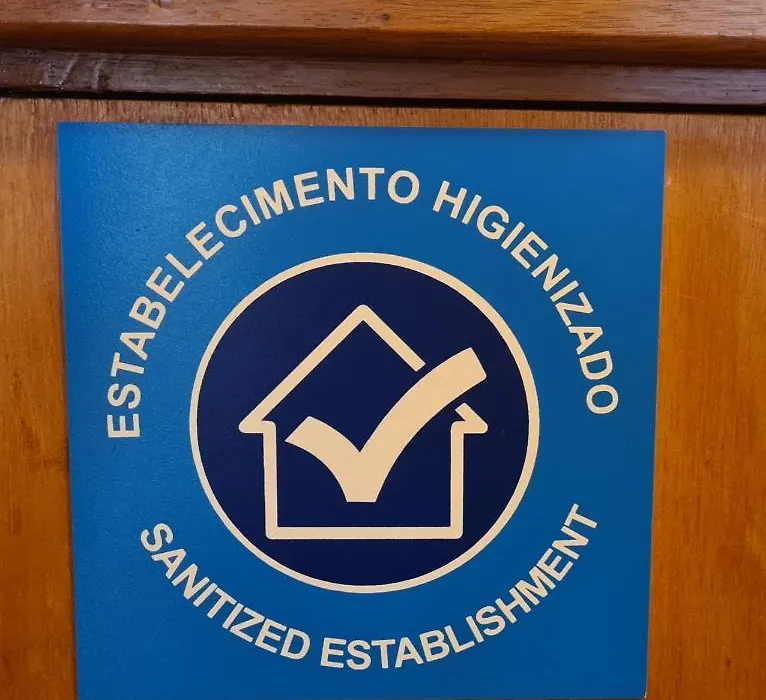 ESTABELECIMENTO HIGIENIZADO
SANITIZED ESTABLISHMENT